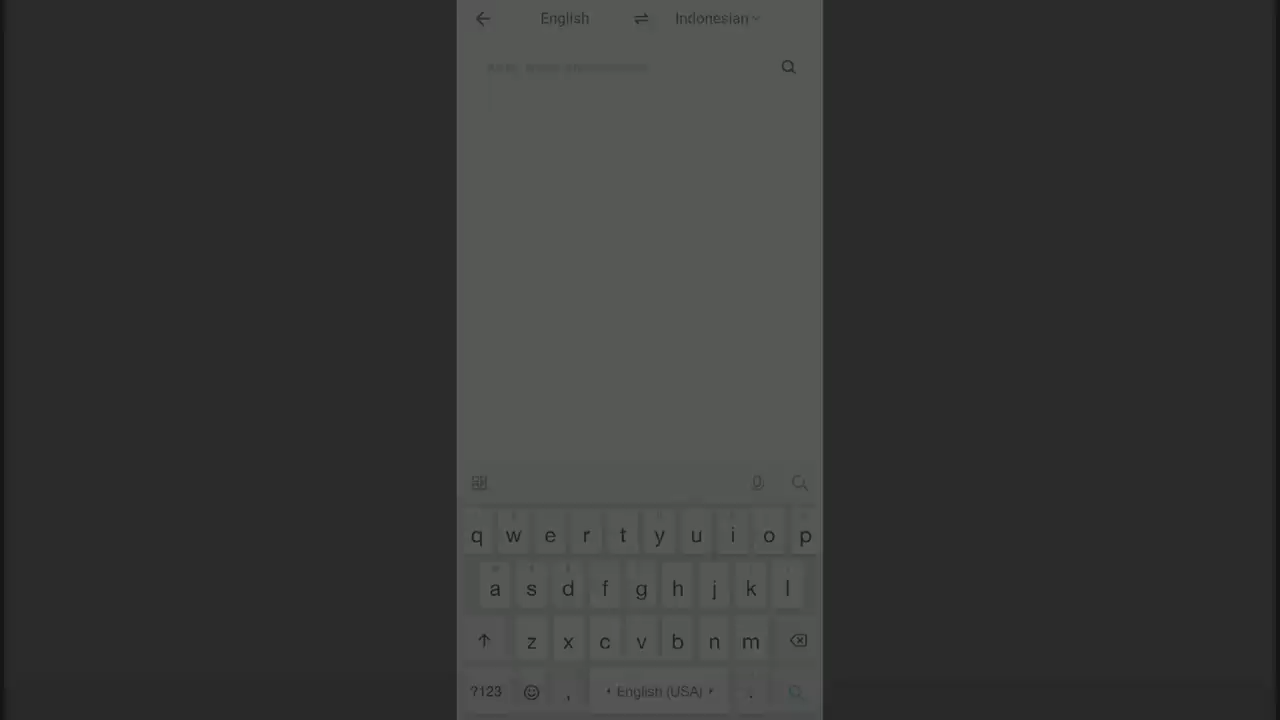 English Indonesian
q w e r t y u i o p
a s d f g h j k l
z x c v b n m
?123 , English (USA) .